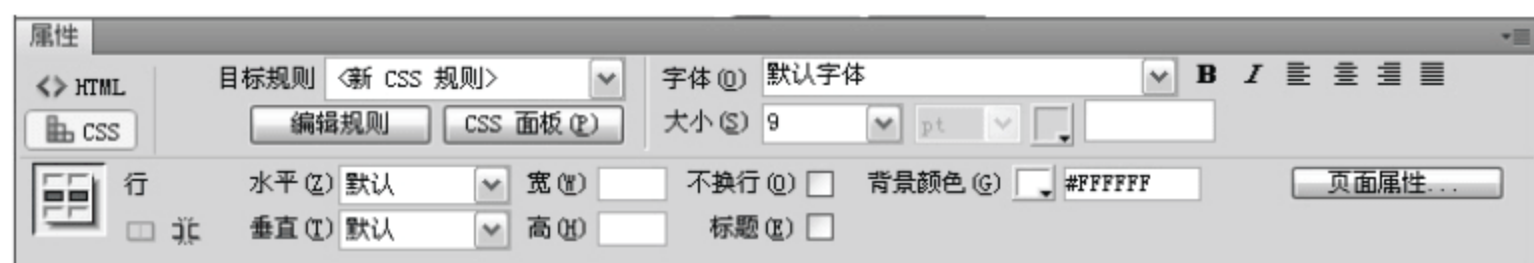 属性
<> HTML 目标规则 <新 CSS 规则> 字体(O) 默认字体 B I
CSS 编辑规则 CSS 面板(P) 大小(S) 9 pt
行 水平(Z) 默认 宽(W) 不换行(O) 背景颜色(G) #FFFFFF 页面属性...
垂直(T) 默认 高(H) 标题(E)